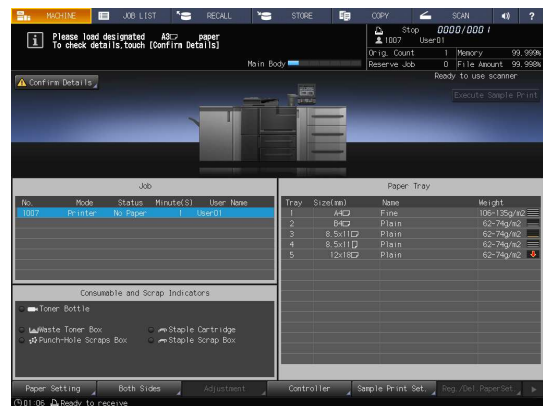 MACHINE JOB LIST RECALL STORE COPY SCAN ?
Please load designated A3 paper
To check details,touch [Confirm Details]
Main Body
Stop 0000/0001
1007 User01
Orig. Count 1 Memory 99.999%
Reserve Job 0 File Amount 99.998%
Ready to use scanner
Confirm Details
Execute Sample Print
Job
No. Mode Status Minute(S) User Name
1007 Printer No Paper 1 User01
Paper Tray
Tray Size(mm) Name Weight
1 A4 Fine 106-135g/m2
2 B4 Plain 62-74g/m2
3 8.5x11 Plain 62-74g/m2
4 8.5x11 Plain 62-74g/m2
5 12x18 Plain 62-74g/m2
Consumable and Scrap Indicators
Toner Bottle
Waste Toner Box Staple Cartridge
Punch-Hole Scraps Box Staple Scrap Box
Paper Setting Both Sides Adjustment Controller Sample Print Set. Reg./Del.PaperSet.
01:06 Ready to receive